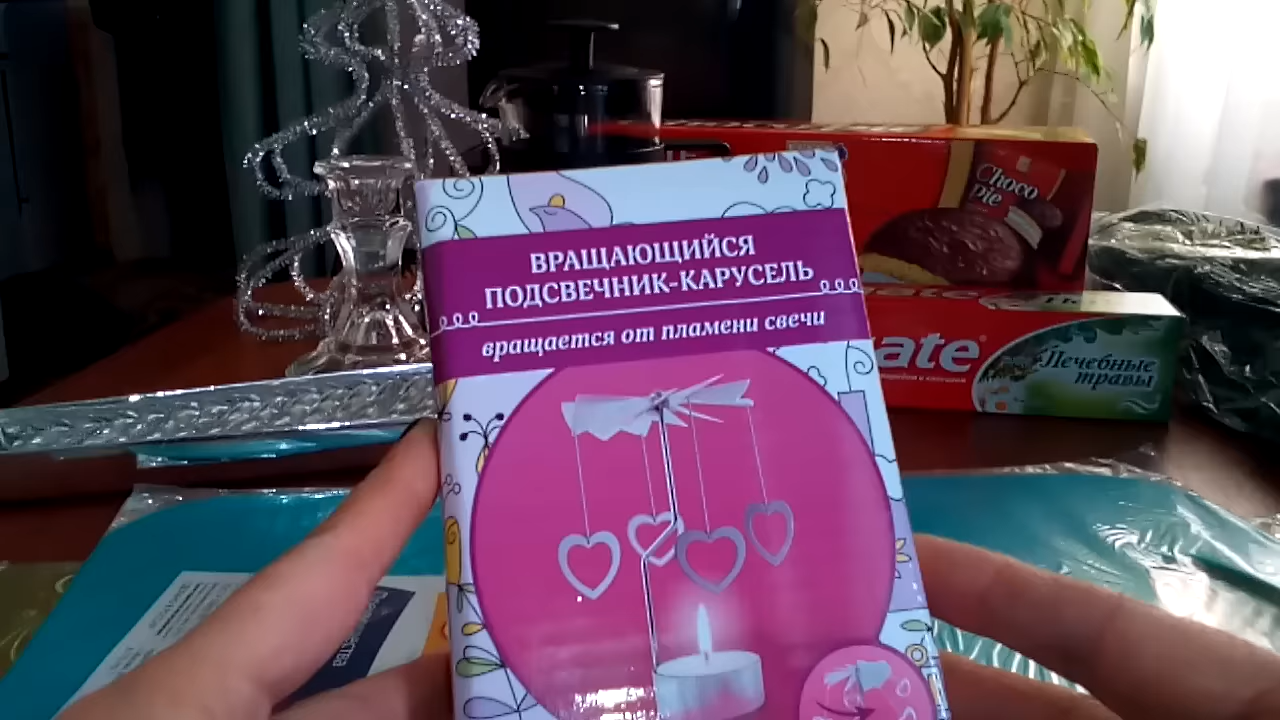 ВРАЩАЮЩИЙСЯ
ПОДСВЕЧНИК-КАРУСЕЛЬ
вращается от пламени свечи
Choco
pie
ate
Лечебные
травы